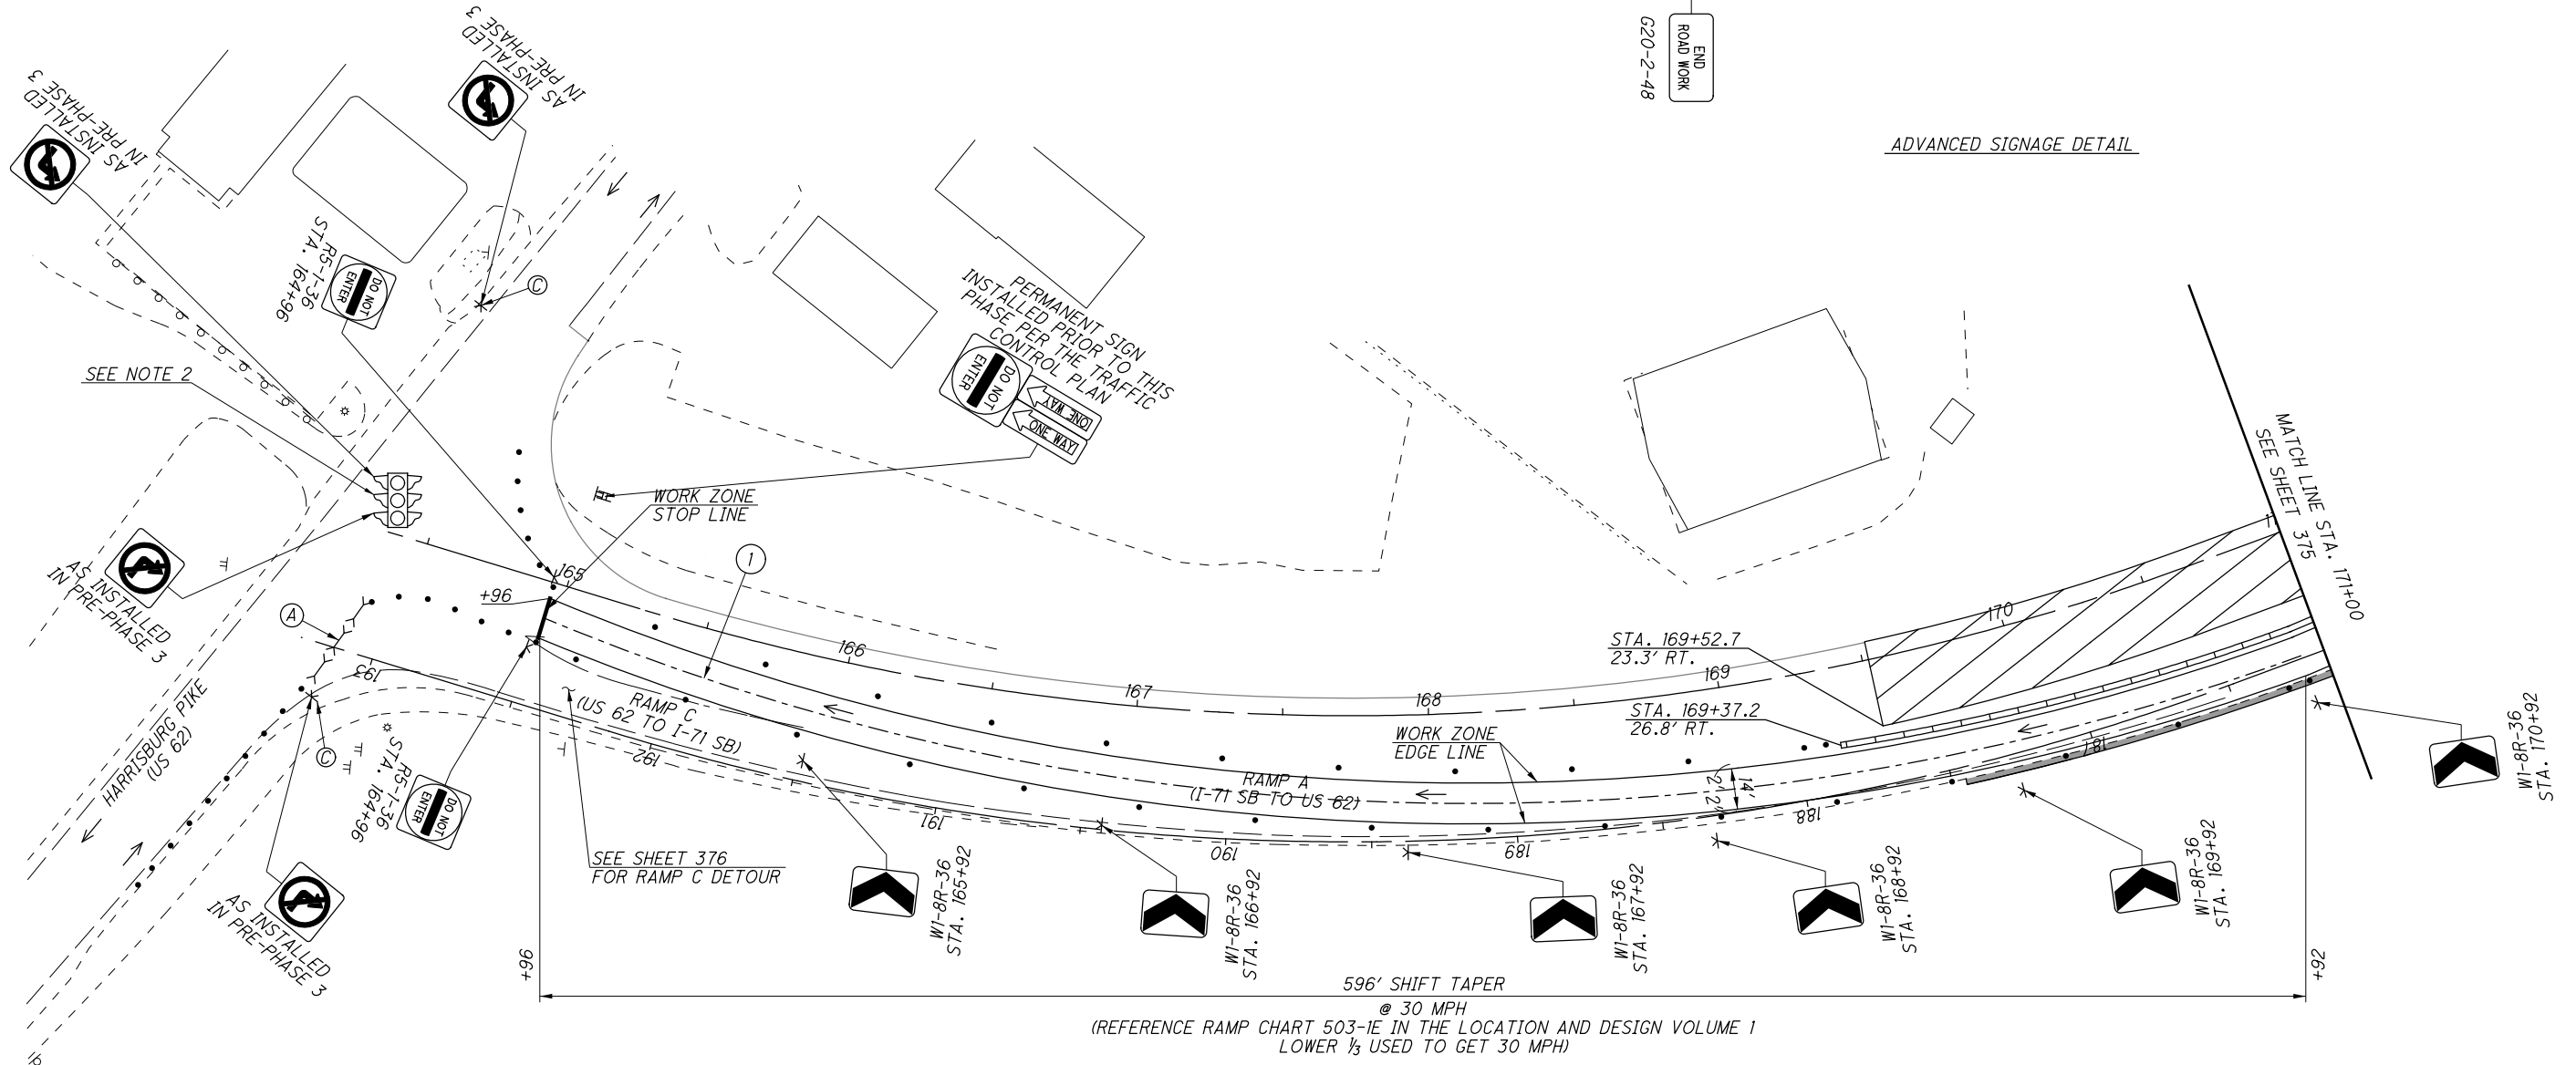 END
ROAD WORK
G20-2-48
ADVANCED SIGNAGE DETAIL
AS INSTALLED
IN PRE-PHASE 3
AS INSTALLED
IN PRE-PHASE 3
DO NOT
ENTER
R5-1-36
STA. 164+96
C
SEE NOTE 2
PERMANENT SIGN
INSTALLED PRIOR TO THIS
PHASE PER THE TRAFFIC
CONTROL PLAN
DO NOT
ENTER
ONE WAY
ONE WAY
WORK ZONE
STOP LINE
1
MATCH LINE STA. 171+00
SEE SHEET 375
AS INSTALLED
IN PRE-PHASE 3
A
+96
165
166
167
168
169
170
STA. 169+52.7
23.3' RT.
STA. 169+37.2
26.8' RT.
WORK ZONE
EDGE LINE
RAMP C
(US 62 TO I-71 SB)
RAMP A
(I-71 SB TO US 62)
2'
2'
14'
193
192
191
190
189
188
187
HARRISBURG PIKE
(US 62)
C
R5-1-36
STA. 164+96
DO NOT
ENTER
AS INSTALLED
IN PRE-PHASE 3
SEE SHEET 376
FOR RAMP C DETOUR
W1-8R-36
STA. 165+92
W1-8R-36
STA. 166+92
W1-8R-36
STA. 167+92
W1-8R-36
STA. 168+92
W1-8R-36
STA. 169+92
W1-8R-36
STA. 170+92
+96
+92
596' SHIFT TAPER
@ 30 MPH
(REFERENCE RAMP CHART 503-1E IN THE LOCATION AND DESIGN VOLUME 1
LOWER ⅓ USED TO GET 30 MPH)